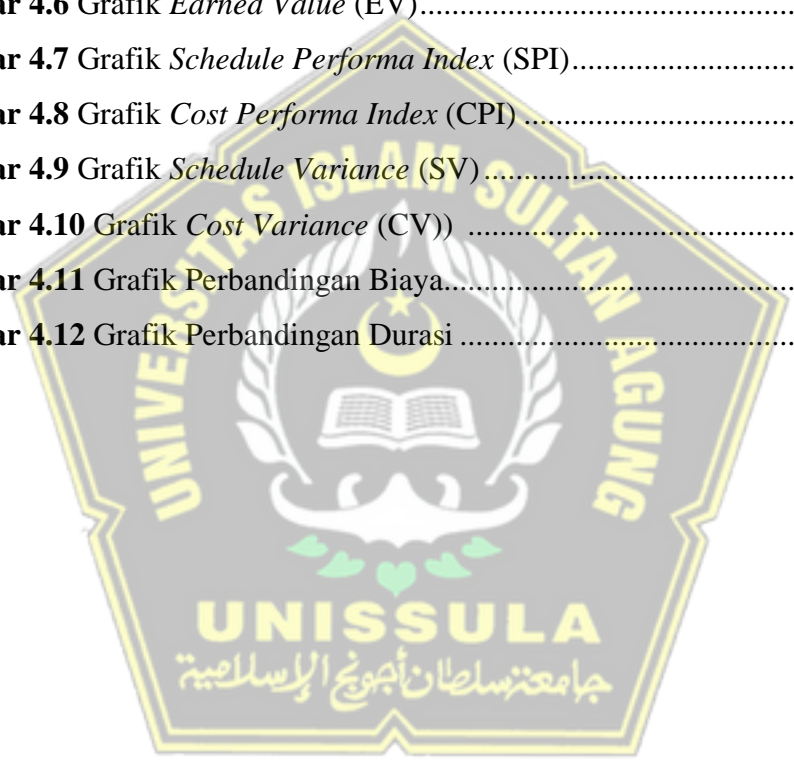 ar 4.6 Grafik Earned Value (EV)................................................
ar 4.7 Grafik Schedule Performa Index (SPI)............................
ar 4.8 Grafik Cost Performa Index (CPI) ..................................
ar 4.9 Grafik Schedule Variance (SV).......................................
ar 4.10 Grafik Cost Variance (CV)) .........................................
ar 4.11 Grafik Perbandingan Biaya............................................
ar 4.12 Grafik Perbandingan Durasi ..........................................
UNIVERSITAS ISLAM SULTAN AGUNG
UNISSULA
جامعتنسلطان أجونج الإسلامية